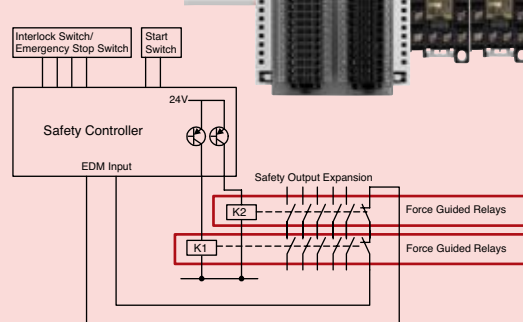 Interlock Switch/
Emergency Stop Switch
Start
Switch
24V
Safety Controller
EDM Input
Safety Output Expansion
K2
Force Guided Relays
K1
Force Guided Relays